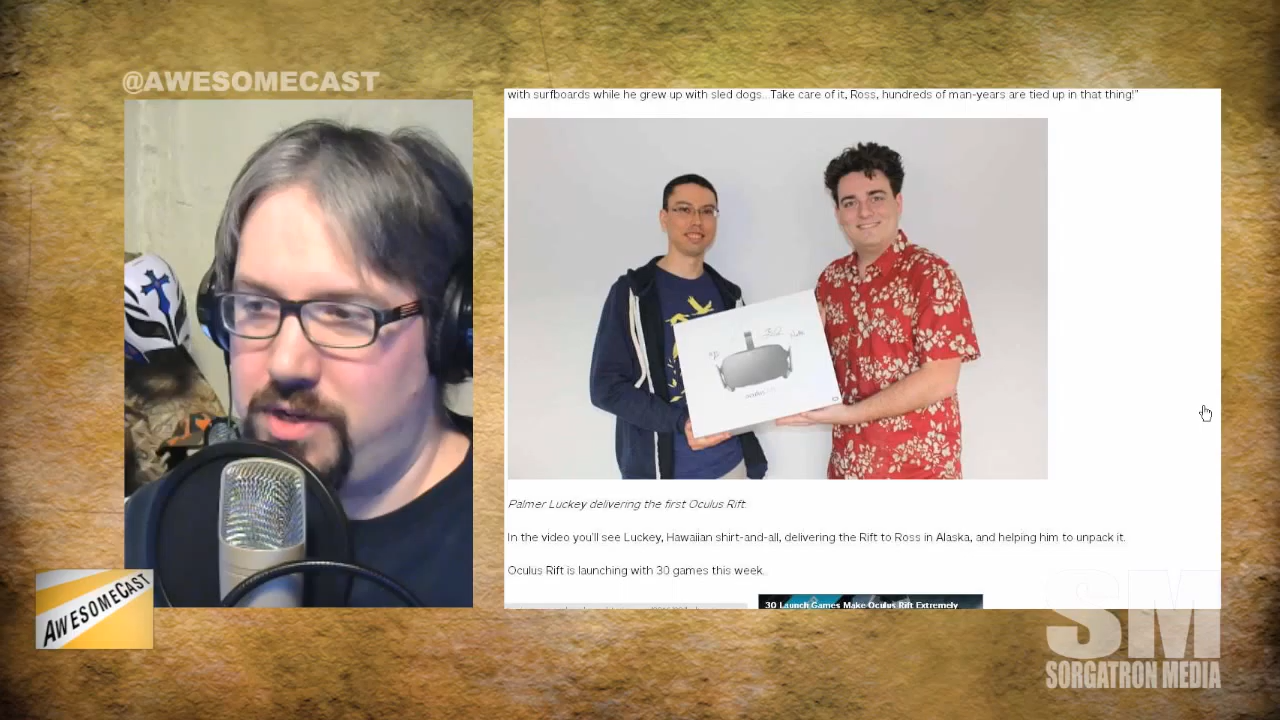 @AWESOMECAST
with surfboards while he grew up with sled dogs...Take care of it, Ross, hundreds of man-years are tied up in that thing!"
Palmer Luckey delivering the first Oculus Rift.
In the video you'll see Luckey, Hawaiian shirt-and-all, delivering the Rift to Ross in Alaska, and helping him to unpack it.
Oculus Rift is launching with 30 games this week.
30 Launch Games Make Oculus Rift Extremely
AWESOMECAST
SM
SORGATRON MEDIA